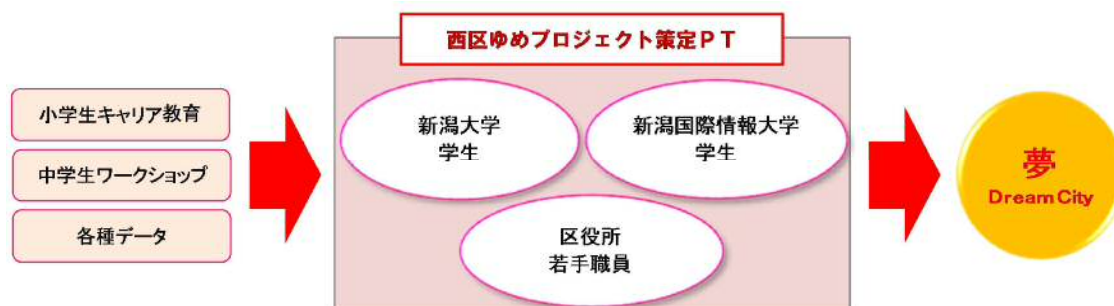 西区ゆめプロジェクト策定PT
小学生キャリア教育
中学生ワークショップ
各種データ
新潟大学
学生
新潟国際情報大学
学生
区役所
若手職員
夢
Dream City